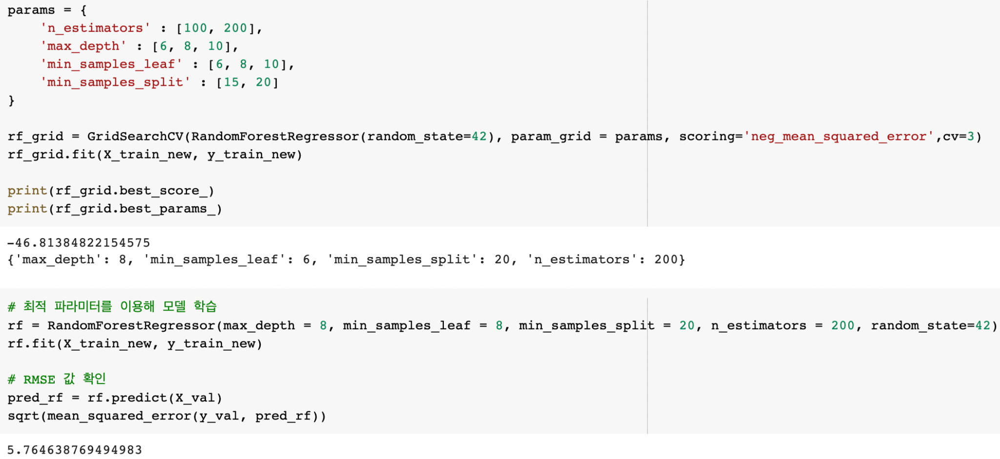 params = {
    'n_estimators' : [100, 200],
    'max_depth' : [6, 8, 10],
    'min_samples_leaf' : [6, 8, 10],
    'min_samples_split' : [15, 20]
}
rf_grid = GridSearchCV(RandomForestRegressor(random_state=42), param_grid = params, scoring='neg_mean_squared_error',cv=3)
rf_grid.fit(X_train_new, y_train_new)
print(rf_grid.best_score_)
print(rf_grid.best_params_)
-46.81384822154575
{'max_depth': 8, 'min_samples_leaf': 6, 'min_samples_split': 20, 'n_estimators': 200}
# 최적 파라미터를 이용해 모델 학습
rf = RandomForestRegressor(max_depth = 8, min_samples_leaf = 8, min_samples_split = 20, n_estimators = 200, random_state=42)
rf.fit(X_train_new, y_train_new)
# RMSE 값 확인
pred_rf = rf.predict(X_val)
sqrt(mean_squared_error(y_val, pred_rf))
5.764638769494983